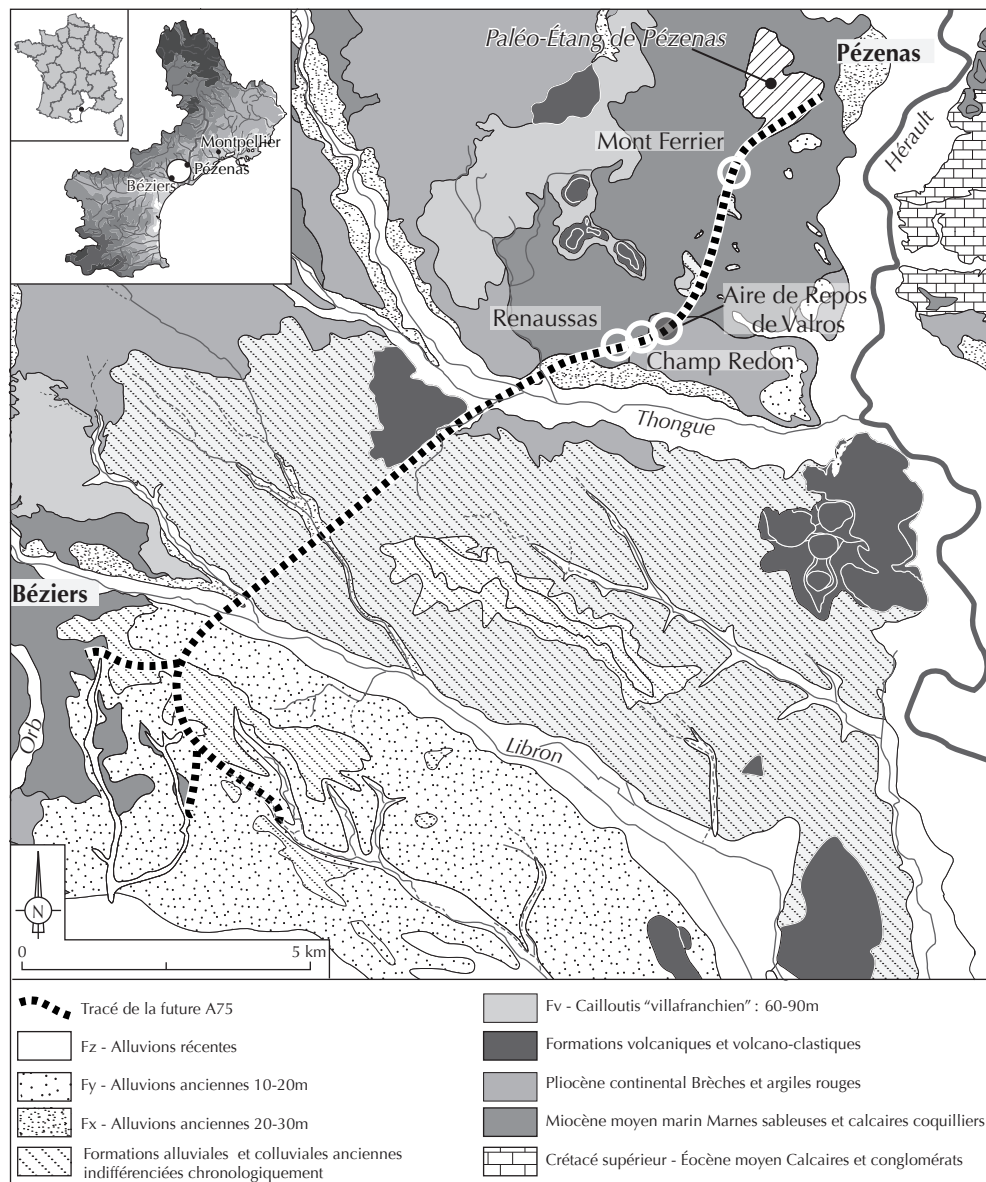 Paléo-Étang de Pézenas
Pézenas
Montpellier
Pézenas
Béziers
Mont Ferrier
Hérault
Renaussas
Aire de Repos
de Valros
Champ Redon
Thongue
Béziers
Orb
Libron
N
0
5 km
Tracé de la future A75
Fz - Alluvions récentes
Fy - Alluvions anciennes 10-20m
Fx - Alluvions anciennes 20-30m
Formations alluviales et colluviales anciennes
indifférenciées chronologiquement
Fv - Cailloutis “villafranchien” : 60-90m
Formations volcaniques et volcano-clastiques
Pliocène continental Brèches et argiles rouges
Miocène moyen marin Marnes sableuses et calcaires coquilliers
Crétacé supérieur - Éocène moyen Calcaires et conglomérats